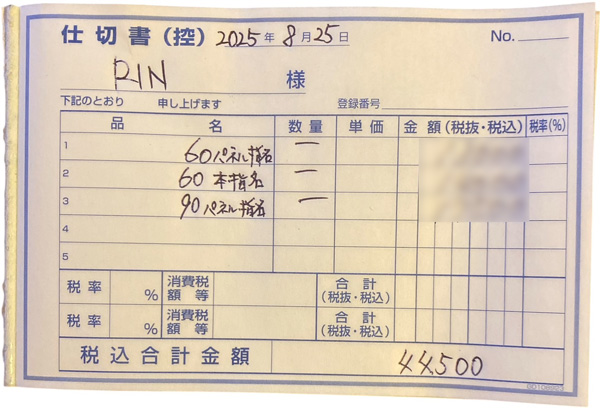 仕切書(控) 2025年 8月25日 No.
RIN 様
下記のとおり 申し上げます 登録番号
品名 数量 単価 金額(税抜・税込) 税率(%)
1 60パネル指名 一
2 60本指名 一
3 90パネル指名 一
4
5
税率 % 消費税額等 合計(税抜・税込)
税率 % 消費税額等 合計(税抜・税込)
税込合計金額 44500